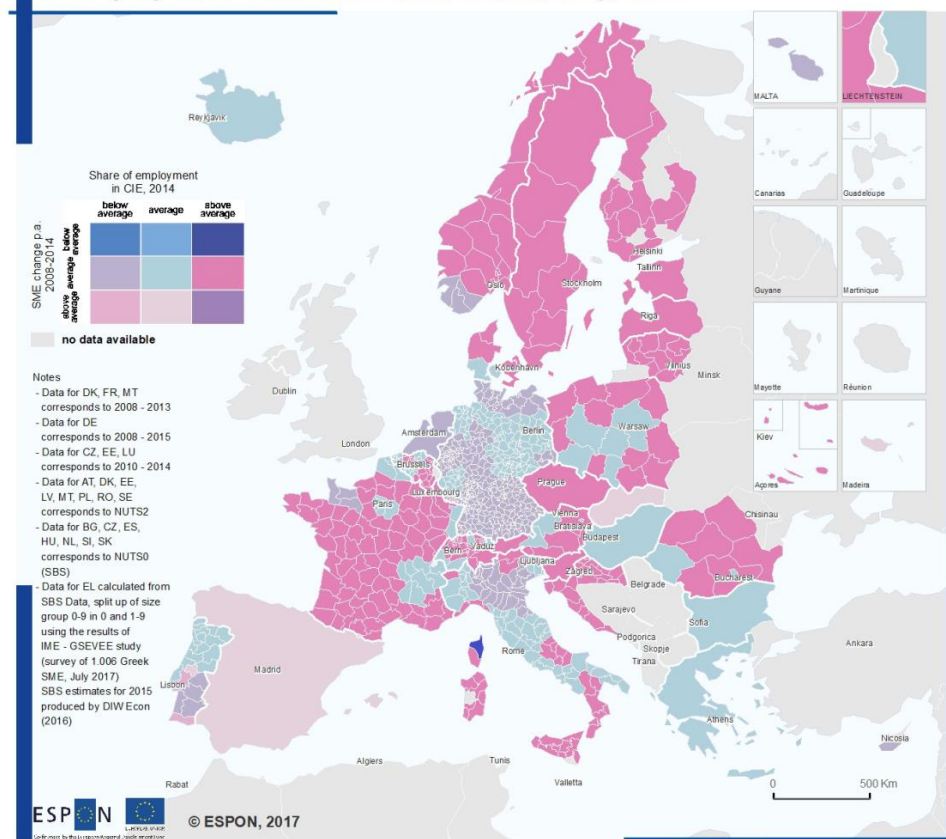 MALTA
LIECHTENSTEIN
Reykjavik
Canarias
Guadeloupe
Share of employment
in CIE, 2014
below
average
average
above
average
SME change p.a.
2008-2014
below
average
average
above
average
no data available
Guyane
Martinique
Mayotte
Réunion
Kiev
Açores
Madeira
Oslo
Stockholm
Helsinki
Tallinn
Riga
Vilnius
Minsk
København
Dublin
London
Amsterdam
Berlin
Warsaw
Brussels
Luxembourg
Prague
Paris
Vienna
Bratislava
Budapest
Chisinau
Bern
Vaduz
Ljubljana
Zagreb
Belgrade
Bucharest
Sarajevo
Sofia
Podgorica
Skopje
Tirana
Rome
Madrid
Lisbon
Ankara
Athens
Nicosia
Algiers
Tunis
Valletta
Rabat
Notes
- Data for DK, FR, MT
corresponds to 2008 - 2013
- Data for DE
corresponds to 2008 - 2015
- Data for CZ, EE, LU
corresponds to 2010 - 2014
- Data for AT, DK, EE,
LV, MT, PL, RO, SE
corresponds to NUTS2
- Data for BG, CZ, ES,
HU, NL, SI, SK
corresponds to NUTS0
(SBS)
- Data for EL calculated from
SBS Data, split up of size
group 0-9 in 0 and 1-9
using the results of
IME - GSEVEE study
(survey of 1.006 Greek
SME, July 2017)
SBS estimates for 2015
produced by DIW Econ
(2016)
0 500 Km
ESPON
© ESPON, 2017